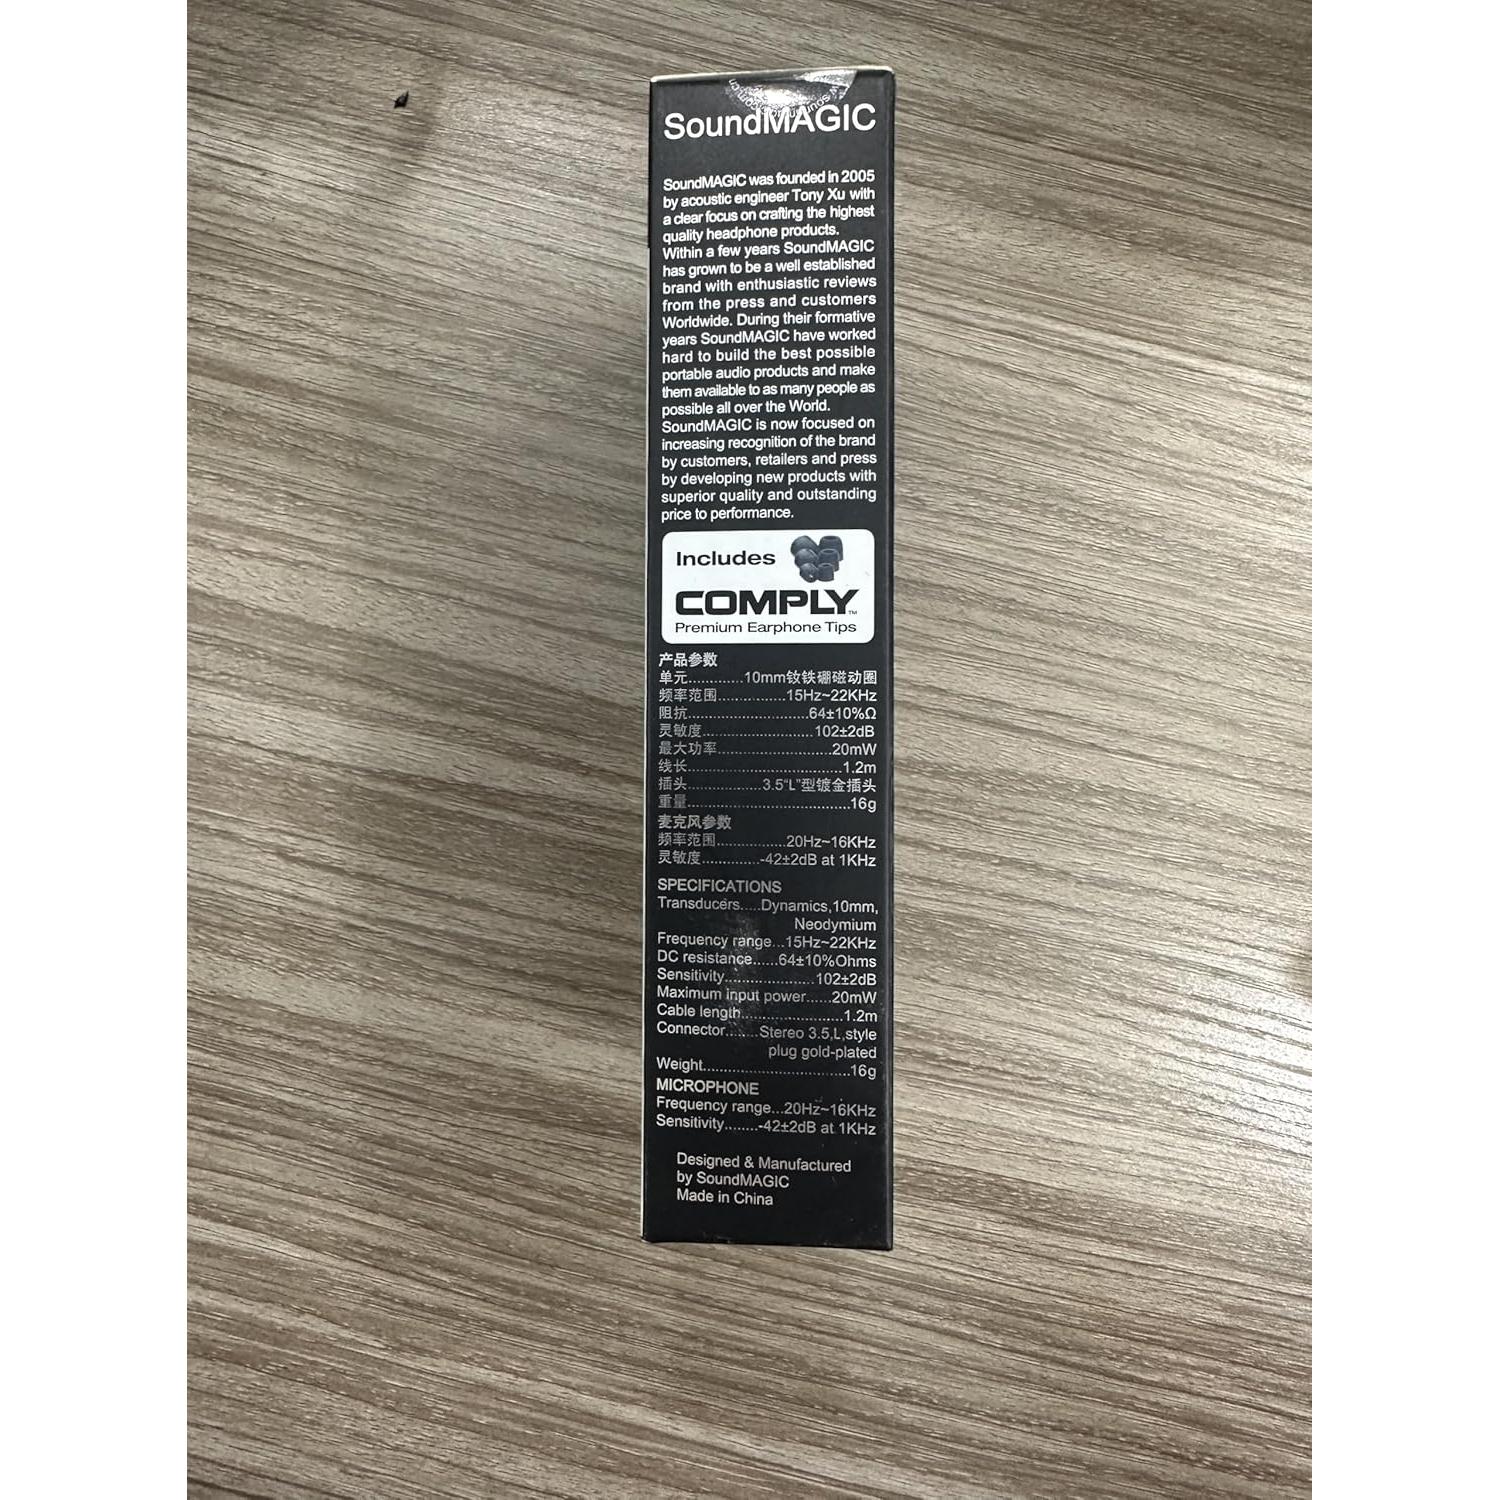 SoundMAGIC
SoundMAGIC was founded in 2005
by acoustic engineer Tony Xu with
a clear focus on crafting the highest
quality headphone products.
Within a few years SoundMAGIC
has grown to be a well established
brand with enthusiastic reviews
from the press and customers
Worldwide. During their formative
years SoundMAGIC have worked
hard to build the best possible
portable audio products and make
them available to as many people as
possible all over the World.
SoundMAGIC is now focused on
increasing recognition of the brand
by customers, retailers and press
by developing new products with
superior quality and outstanding
price to performance.
Includes
COMPLY™
Premium Earphone Tips
产品参数
单元............10mm钕铁硼磁动圈
频率范围..............15Hz~22KHz
阻抗.........................64±10%Ω
灵敏度.......................102±2dB
最大功率.......................20mW
线长................................1.2m
插头...............3.5“L”型镀金插头
重量..................................16g
麦克风参数
频率范围..............20Hz~16KHz
灵敏度............-42±2dB at 1KHz
SPECIFICATIONS
Transducers.....Dynamics,10mm,
Neodymium
Frequency range...15Hz~22KHz
DC resistance......64±10%Ohms
Sensitivity...................102±2dB
Maximum input power......20mW
Cable length......................1.2m
Connector.......Stereo 3.5,L,style
plug gold-plated
Weight...............................16g
MICROPHONE
Frequency range...20Hz~16KHz
Sensitivity........-42±2dB at 1KHz
Designed & Manufactured
by SoundMAGIC
Made in China